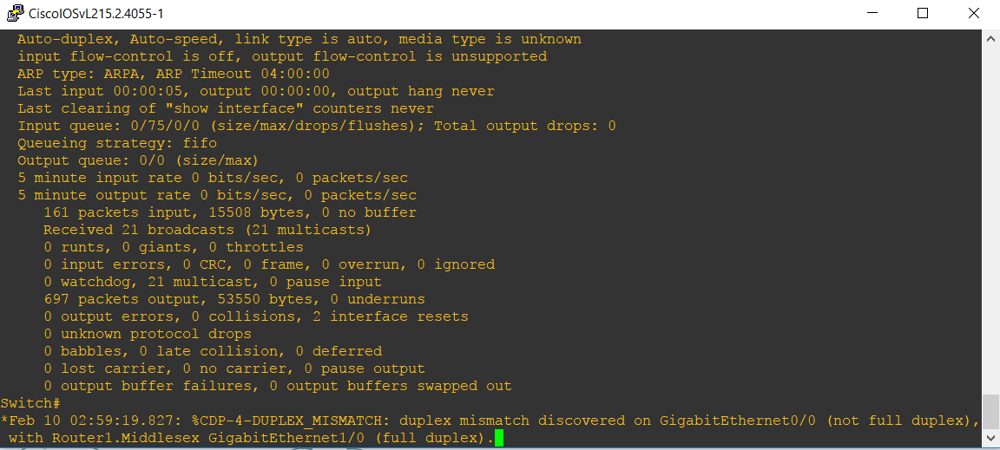 CiscoIOSvL215.2.4055-1
Auto-duplex, Auto-speed, link type is auto, media type is unknown
input flow-control is off, output flow-control is unsupported
ARP type: ARPA, ARP Timeout 04:00:00
Last input 00:00:05, output 00:00:00, output hang never
Last clearing of "show interface" counters never
Input queue: 0/75/0/0 (size/max/drops/flushes); Total output drops: 0
Queueing strategy: fifo
Output queue: 0/0 (size/max)
5 minute input rate 0 bits/sec, 0 packets/sec
5 minute output rate 0 bits/sec, 0 packets/sec
161 packets input, 15508 bytes, 0 no buffer
Received 21 broadcasts (21 multicasts)
0 runts, 0 giants, 0 throttles
0 input errors, 0 CRC, 0 frame, 0 overrun, 0 ignored
0 watchdog, 21 multicast, 0 pause input
697 packets output, 53550 bytes, 0 underruns
0 output errors, 0 collisions, 2 interface resets
0 unknown protocol drops
0 babbles, 0 late collision, 0 deferred
0 lost carrier, 0 no carrier, 0 pause output
0 output buffer failures, 0 output buffers swapped out
Switch#
*Feb 10 02:59:19.827: %CDP-4-DUPLEX_MISMATCH: duplex mismatch discovered on GigabitEthernet0/0 (not full duplex),
with Router1.Middlesex GigabitEthernet1/0 (full duplex).